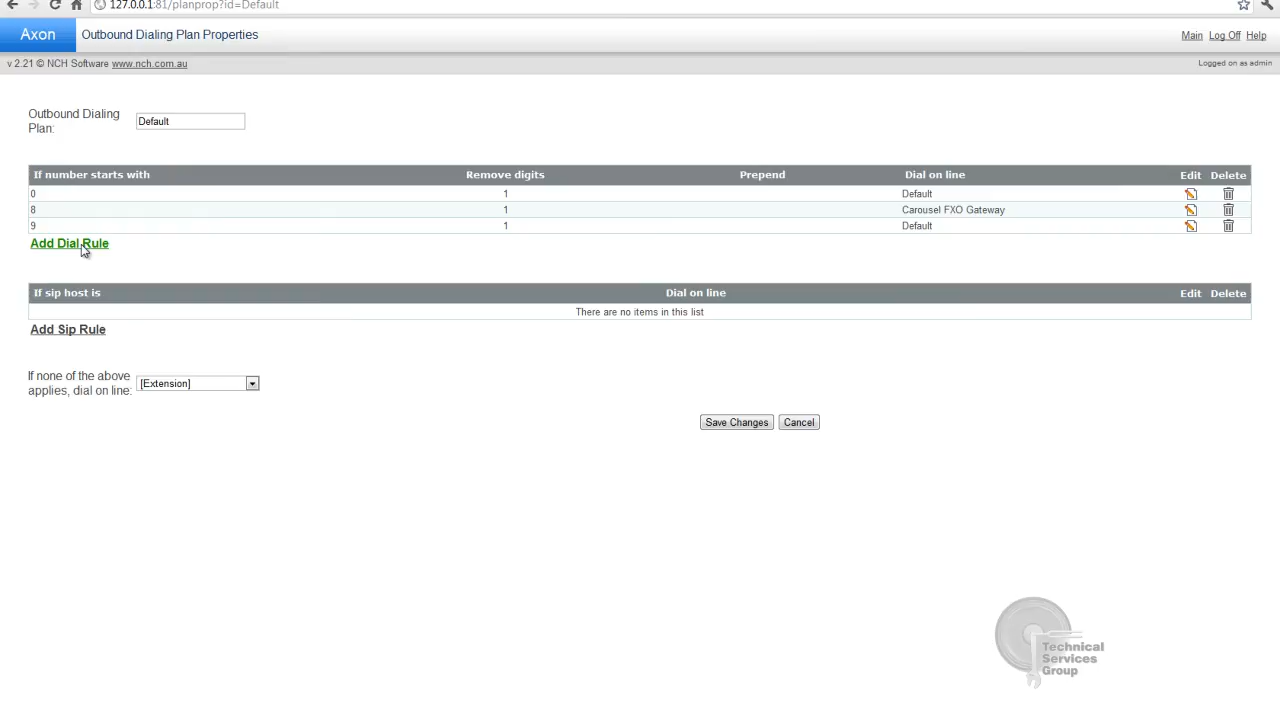 127.0.0.1:81/planprop?id=Default
Axon Outbound Dialing Plan Properties Main Log Off Help
v 2.21 © NCH Software www.nch.com.au Logged on as admin
Outbound Dialing
Plan: Default
If number starts with Remove digits Prepend Dial on line Edit Delete
0 1 Default
8 1 Carousel FXO Gateway
9 1 Default
Add Dial Rule
If sip host is Dial on line Edit Delete
There are no items in this list
Add Sip Rule
If none of the above
applies, dial on line: [Extension]
Save Changes Cancel
Technical
Services
Group